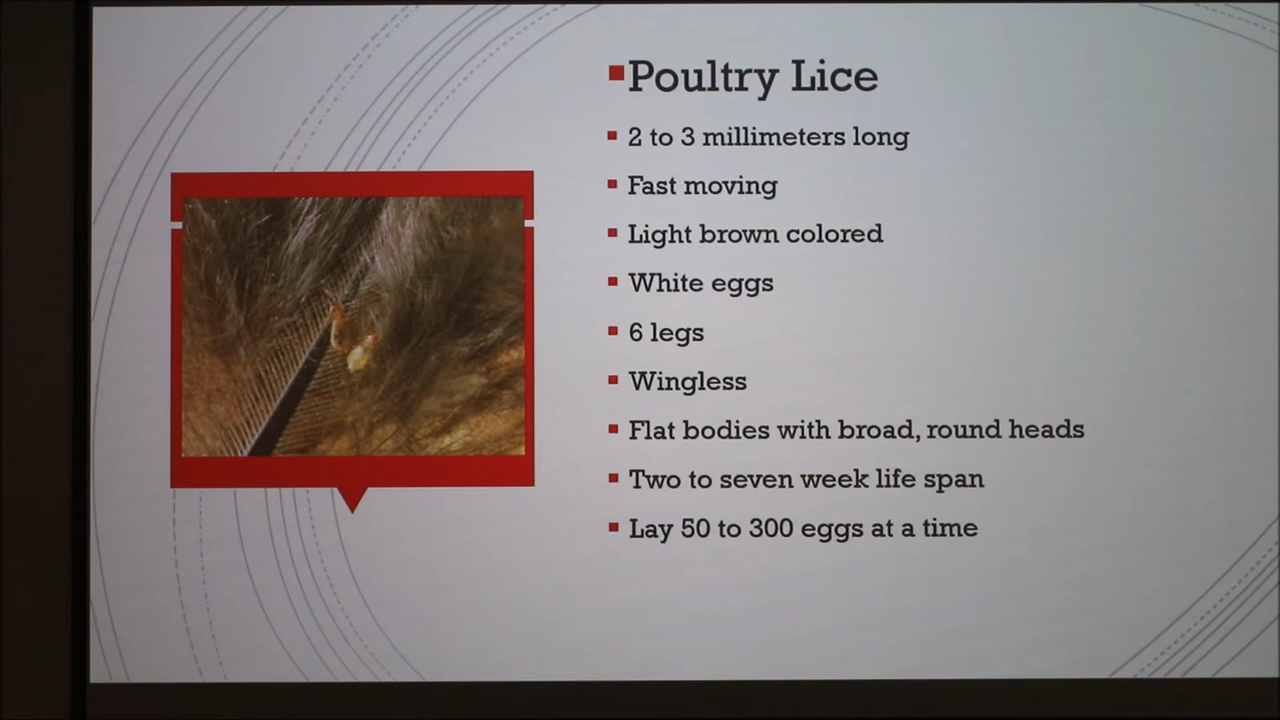 Poultry Lice
2 to 3 millimeters long
Fast moving
Light brown colored
White eggs
6 legs
Wingless
Flat bodies with broad, round heads
Two to seven week life span
Lay 50 to 300 eggs at a time